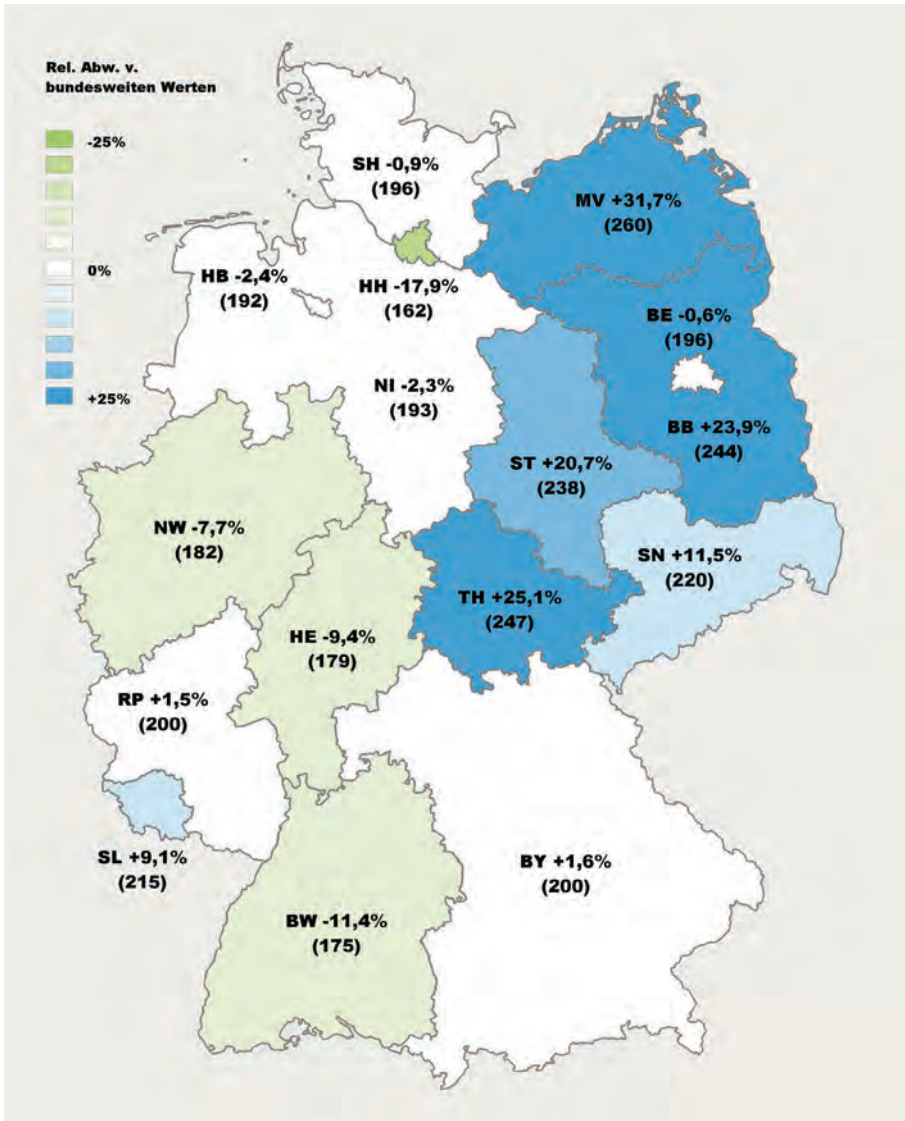 Rel. Abw. v.
bundesweiten Werten
-25%
0%
+25%
SH -0,9%
(196)
MV +31,7%
(260)
HB -2,4%
(192)
HH -17,9%
(162)
BE -0,6%
(196)
NI -2,3%
(193)
BB +23,9%
(244)
ST +20,7%
(238)
NW -7,7%
(182)
SN +11,5%
(220)
TH +25,1%
(247)
HE -9,4%
(179)
RP +1,5%
(200)
SL +9,1%
(215)
BY +1,6%
(200)
BW -11,4%
(175)